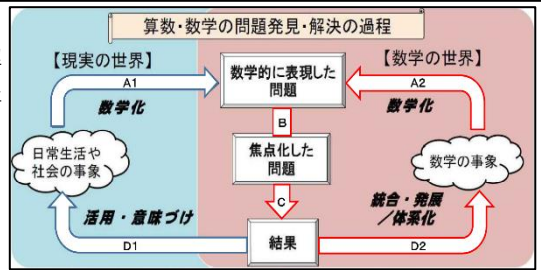 算数・数学の問題発見・解決の過程
【現実の世界】
【数学の世界】
A1
数学的に表現した
問題
A2
数学化
数学化
B
日常生活や
社会の事象
焦点化した
問題
数学の事象
C
活用・意味づけ
統合・発展
/体系化
D1
結果
D2